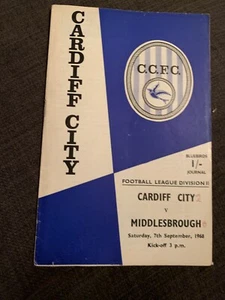 CARDIFF CITY
C.C.F.C.
BLUEBIRDS
1/-
JOURNAL
FOOTBALL LEAGUE DIVISION II
CARDIFF CITY 2
V
MIDDLESBROUGH
Saturday, 7th September, 1968
Kick-off 3 p.m.